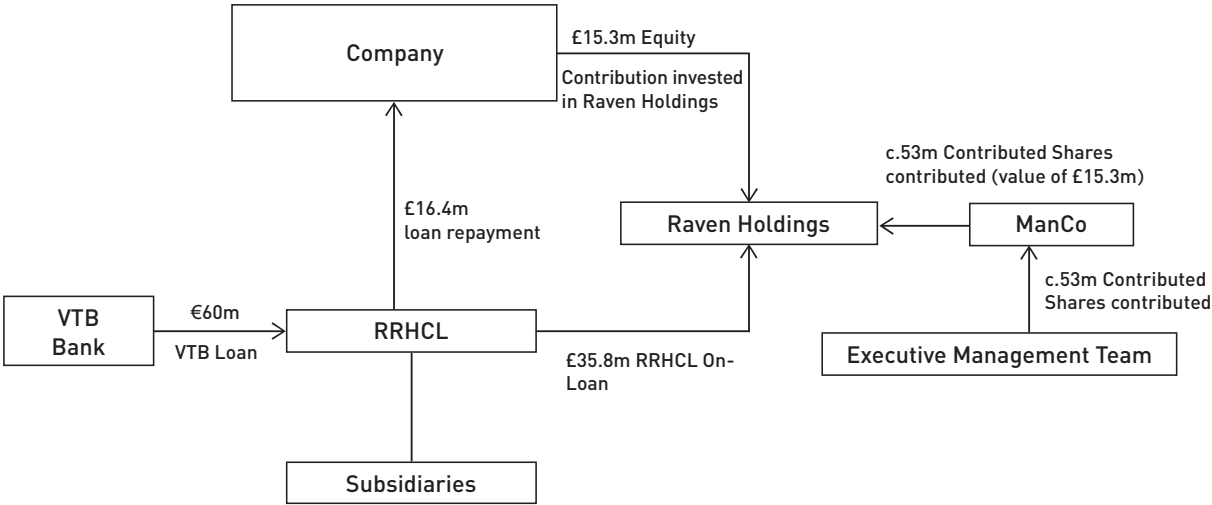 Company
£15.3m Equity
Contribution invested
in Raven Holdings
c.53m Contributed Shares
contributed (value of £15.3m)
£16.4m
loan repayment
Raven Holdings
ManCo
c.53m Contributed
Shares contributed
VTB
Bank
€60m
VTB Loan
RRHCL
£35.8m RRHCL On-
Loan
Executive Management Team
Subsidiaries